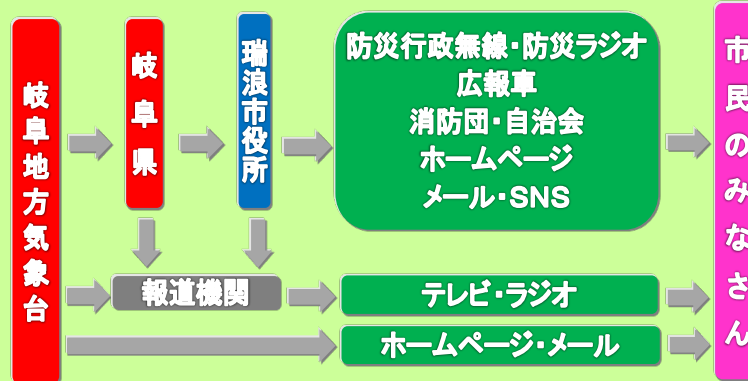 岐阜地方気象台
岐阜県
瑞浪市役所
防災行政無線・防災ラジオ
広報車
消防団・自治会
ホームページ
メール・SNS
報道機関
テレビ・ラジオ
ホームページ・メール
市民のみなさん